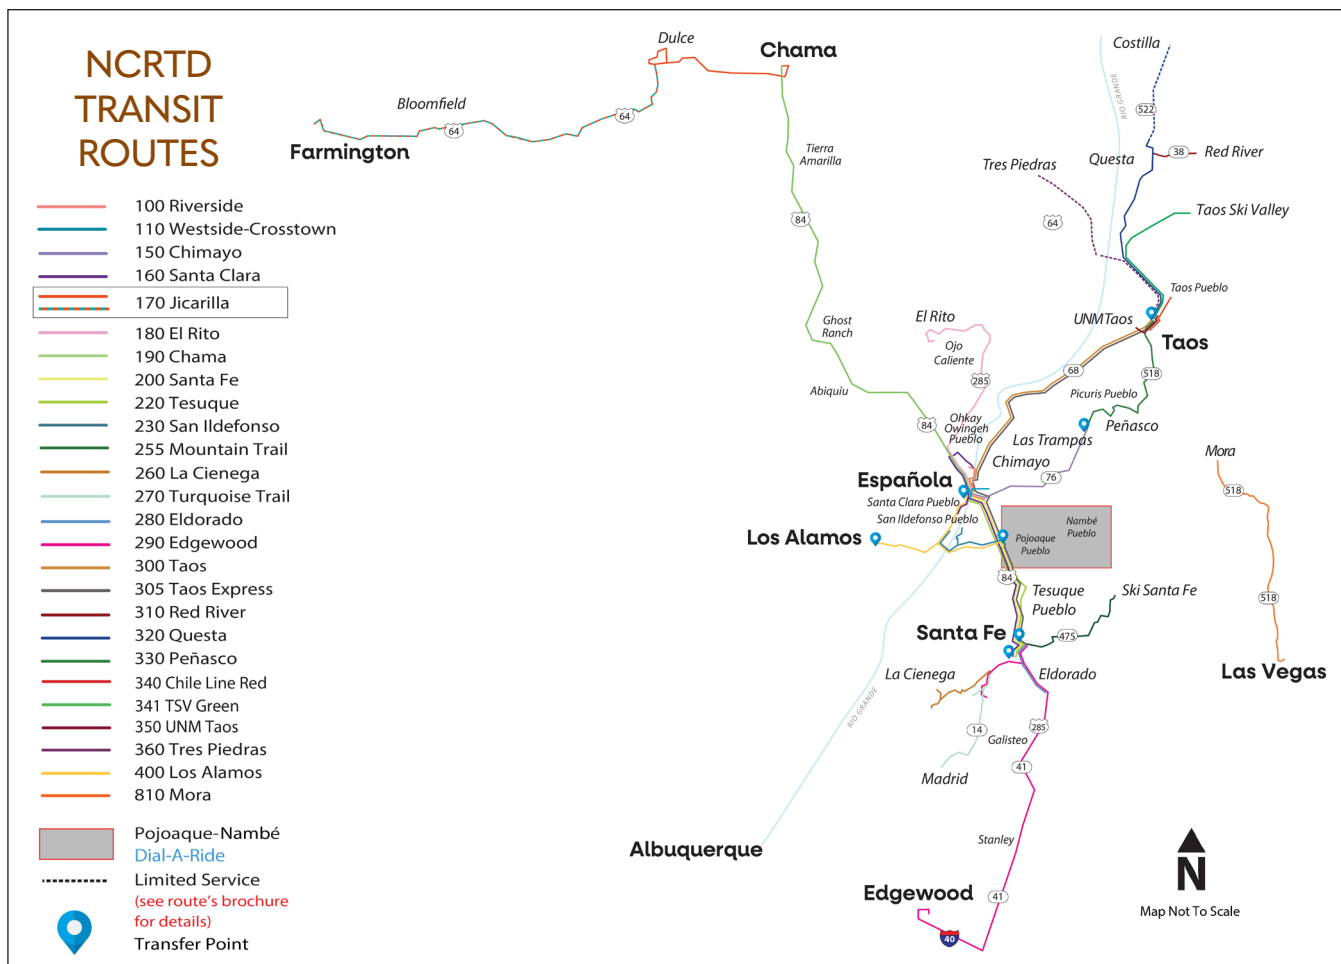 NCRTD
TRANSIT
ROUTES
100 Riverside
110 Westside-Crosstown
150 Chimayo
160 Santa Clara
170 Jicarilla
180 El Rito
190 Chama
200 Santa Fe
220 Tesuque
230 San Ildefonso
255 Mountain Trail
260 La Cienega
270 Turquoise Trail
280 Eldorado
290 Edgewood
300 Taos
305 Taos Express
310 Red River
320 Questa
330 Peñasco
340 Chile Line Red
341 TSV Green
350 UNM Taos
360 Tres Piedras
400 Los Alamos
810 Mora
Pojoaque-Nambé
Dial-A-Ride
Limited Service
(see route's brochure
for details)
Transfer Point
Dulce
Chama
Bloomfield
64
64
Farmington
Tierra
Amarilla
84
Ghost
Ranch
Abiquiu
84
Costilla
RIO GRANDE
522
Questa
38
Red River
Tres Piedras
64
Taos Ski Valley
Taos Pueblo
UNM Taos
Taos
El Rito
Ojo
Caliente
285
68
518
Picuris Pueblo
Peñasco
Ohkay
Owingeh
Pueblo
Las Trampas
Chimayo
76
Española
Santa Clara Pueblo
San Ildefonso Pueblo
Los Alamos
Nambé
Pueblo
Pojoaque
Pueblo
84
Tesuque
Pueblo
Ski Santa Fe
475
Santa Fe
La Cienega
Eldorado
RIO GRANDE
14
285
Galisteo
41
Madrid
Stanley
Albuquerque
Edgewood
41
40
Mora
518
518
Las Vegas
N
Map Not To Scale